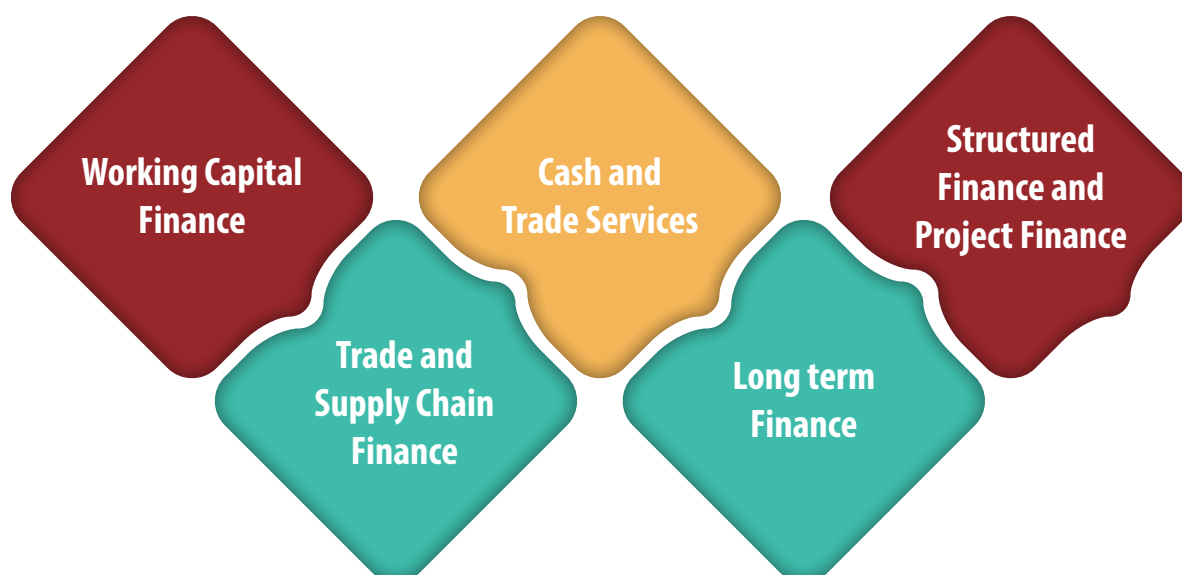 Working Capital
Finance
Trade and
Supply Chain
Finance
Cash and
Trade Services
Long term
Finance
Structured
Finance and
Project Finance